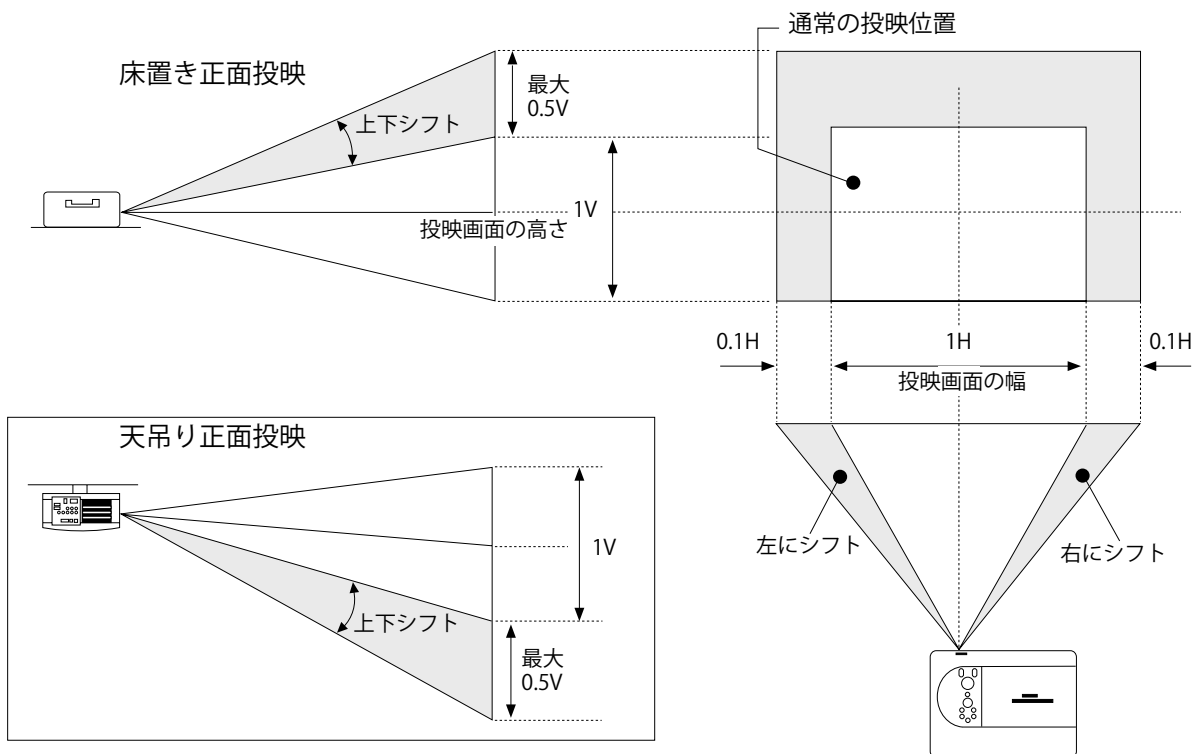 通常の投映位置
床置き正面投映
最大
0.5V
上下シフト
1V
投映画面の高さ
0.1H
1H
0.1H
投映画面の幅
天吊り正面投映
1V
上下シフト
最大
0.5V
左にシフト
右にシフト